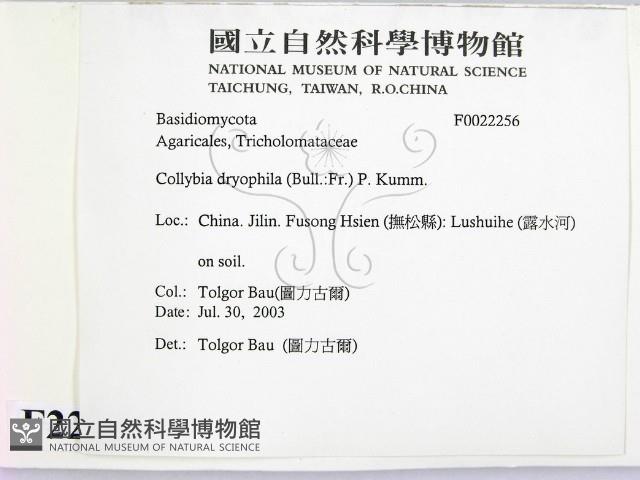 國立自然科學博物館
NATIONAL MUSEUM OF NATURAL SCIENCE
TAICHUNG, TAIWAN, R.O.CHINA
Basidiomycota F0022256
Agaricales, Tricholomataceae
Collybia dryophila (Bull.:Fr.) P. Kumm.
Loc.: China. Jilin. Fusong Hsien (撫松縣): Lushuihe (露水河)
on soil.
Col.: Tolgor Bau(圖力古爾)
Date: Jul. 30, 2003
Det.: Tolgor Bau (圖力古爾)
國立自然科學博物館
NATIONAL MUSEUM OF NATURAL SCIENCE